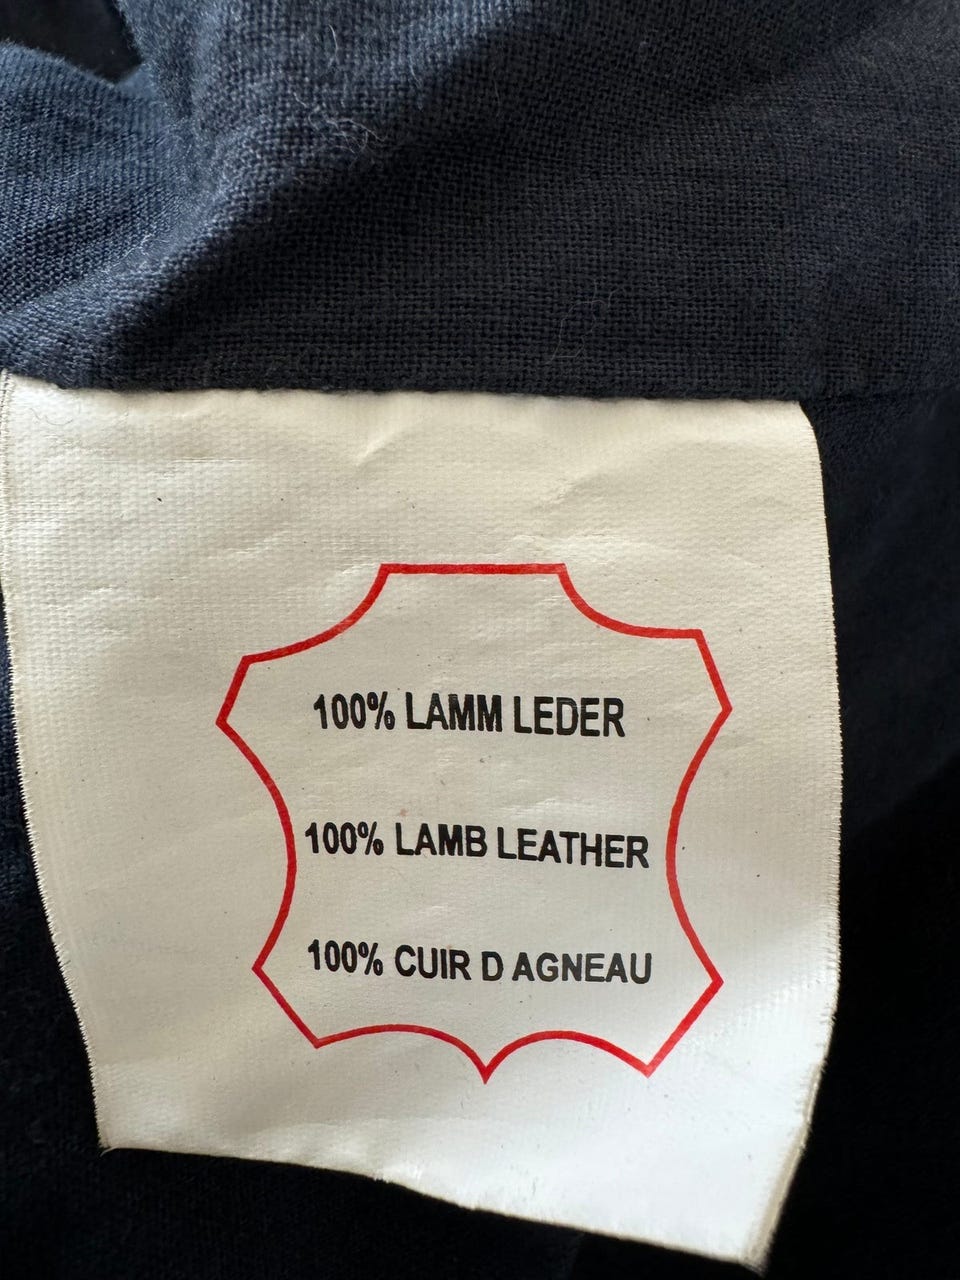 100% LAMM LEDER
100% LAMB LEATHER
100% CUIR D AGNEAU